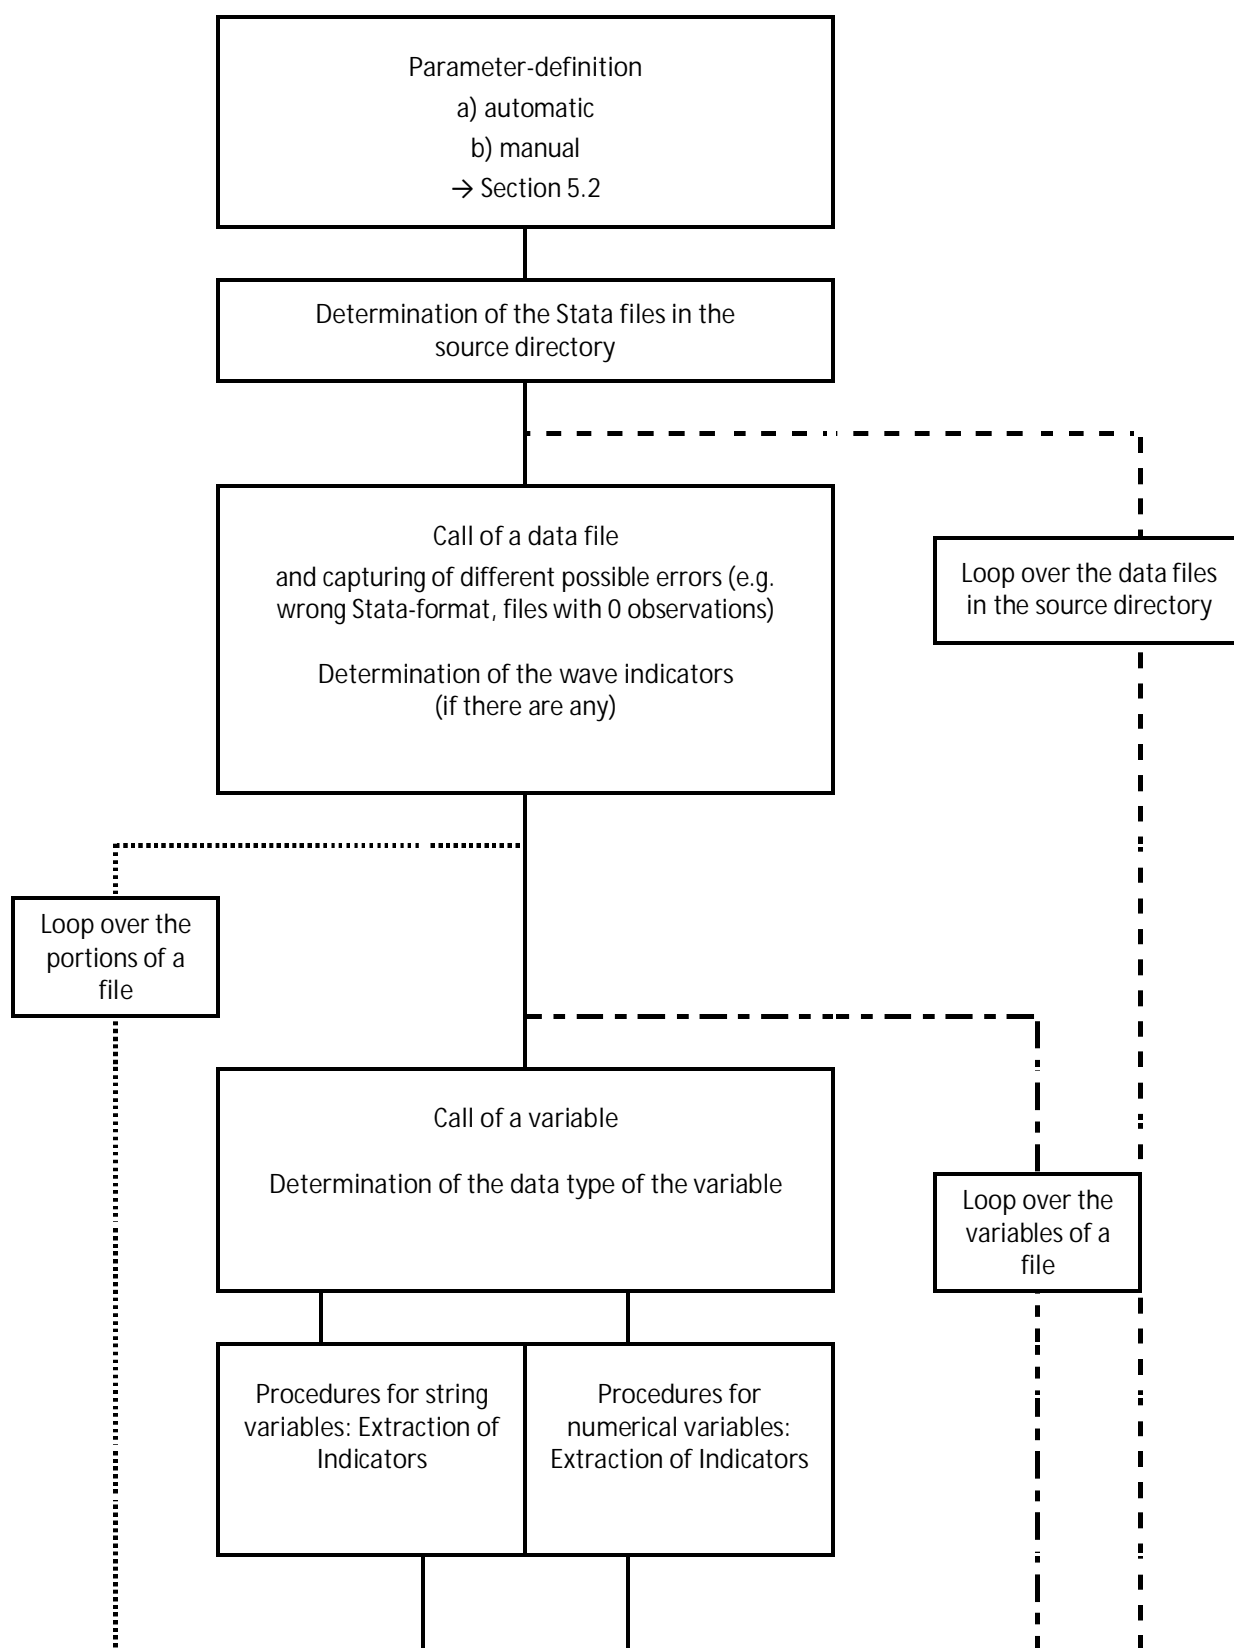 Parameter-definition
a) automatic
b) manual
→ Section 5.2
Determination of the Stata files in the
source directory
Call of a data file
and capturing of different possible errors (e.g.
wrong Stata-format, files with 0 observations)
Determination of the wave indicators
(if there are any)
Loop over the data files
in the source directory
Loop over the
portions of a
file
Call of a variable
Determination of the data type of the variable
Loop over the
variables of a
file
Procedures for string
variables: Extraction of
Indicators
Procedures for
numerical variables:
Extraction of Indicators